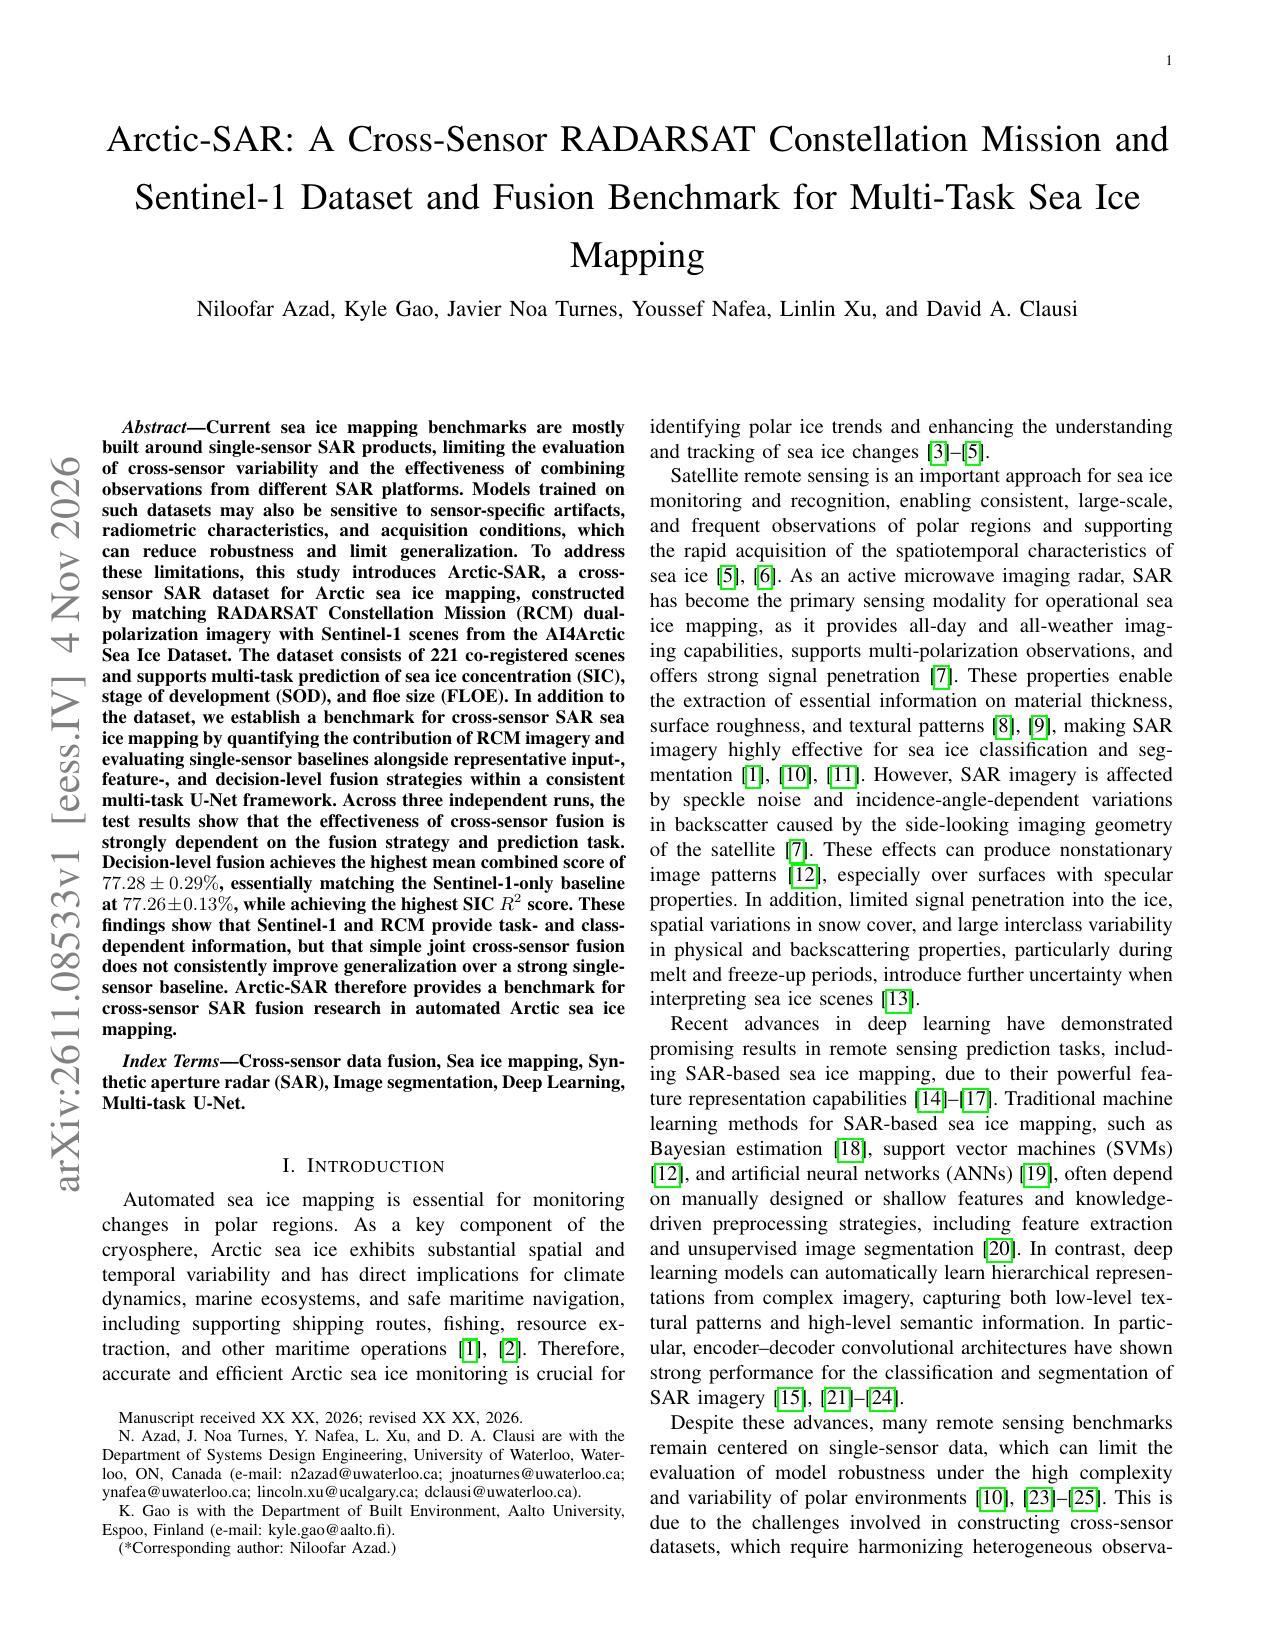 1
Arctic-SAR: A Cross-Sensor RADARSAT Constellation Mission and
Sentinel-1 Dataset and Fusion Benchmark for Multi-Task Sea Ice
Mapping
Niloofar Azad, Kyle Gao, Javier Noa Turnes, Youssef Nafea, Linlin Xu, and David A. Clausi
arXiv:2611.08533v1 [eess.IV] 4 Nov 2026
Abstract—Current sea ice mapping benchmarks are mostly
built around single-sensor SAR products, limiting the evaluation
of cross-sensor variability and the effectiveness of combining
observations from different SAR platforms. Models trained on
such datasets may also be sensitive to sensor-specific artifacts,
radiometric characteristics, and acquisition conditions, which
can reduce robustness and limit generalization. To address
these limitations, this study introduces Arctic-SAR, a cross-
sensor SAR dataset for Arctic sea ice mapping, constructed
by matching RADARSAT Constellation Mission (RCM) dual-
polarization imagery with Sentinel-1 scenes from the AI4Arctic
Sea Ice Dataset. The dataset consists of 221 co-registered scenes
and supports multi-task prediction of sea ice concentration (SIC),
stage of development (SOD), and floe size (FLOE). In addition to
the dataset, we establish a benchmark for cross-sensor SAR sea
ice mapping by quantifying the contribution of RCM imagery and
evaluating single-sensor baselines alongside representative input-,
feature-, and decision-level fusion strategies within a consistent
multi-task U-Net framework. Across three independent runs, the
test results show that the effectiveness of cross-sensor fusion is
strongly dependent on the fusion strategy and prediction task.
Decision-level fusion achieves the highest mean combined score of
77.28 ± 0.29%, essentially matching the Sentinel-1-only baseline
at 77.26±0.13%, while achieving the highest SIC R² score. These
findings show that Sentinel-1 and RCM provide task- and class-
dependent information, but that simple joint cross-sensor fusion
does not consistently improve generalization over a strong single-
sensor baseline. Arctic-SAR therefore provides a benchmark for
cross-sensor SAR fusion research in automated Arctic sea ice
mapping.
Index Terms—Cross-sensor data fusion, Sea ice mapping, Syn-
thetic aperture radar (SAR), Image segmentation, Deep Learning,
Multi-task U-Net.
I. INTRODUCTION
Automated sea ice mapping is essential for monitoring
changes in polar regions. As a key component of the
cryosphere, Arctic sea ice exhibits substantial spatial and
temporal variability and has direct implications for climate
dynamics, marine ecosystems, and safe maritime navigation,
including supporting shipping routes, fishing, resource ex-
traction, and other maritime operations [1], [2]. Therefore,
accurate and efficient Arctic sea ice monitoring is crucial for
Manuscript received XX XX, 2026; revised XX XX, 2026.
N. Azad, J. Noa Turnes, Y. Nafea, L. Xu, and D. A. Clausi are with the
Department of Systems Design Engineering, University of Waterloo, Water-
loo, ON, Canada (e-mail: n2azad@uwaterloo.ca; jnoaturnes@uwaterloo.ca;
ynafea@uwaterloo.ca; lincoln.xu@ucalgary.ca; dclausi@uwaterloo.ca).
K. Gao is with the Department of Built Environment, Aalto University,
Espoo, Finland (e-mail: kyle.gao@aalto.fi).
(*Corresponding author: Niloofar Azad.)
identifying polar ice trends and enhancing the understanding
and tracking of sea ice changes [3]–[5].
Satellite remote sensing is an important approach for sea ice
monitoring and recognition, enabling consistent, large-scale,
and frequent observations of polar regions and supporting
the rapid acquisition of the spatiotemporal characteristics of
sea ice [5], [6]. As an active microwave imaging radar, SAR
has become the primary sensing modality for operational sea
ice mapping, as it provides all-day and all-weather imag-
ing capabilities, supports multi-polarization observations, and
offers strong signal penetration [7]. These properties enable
the extraction of essential information on material thickness,
surface roughness, and textural patterns [8], [9], making SAR
imagery highly effective for sea ice classification and seg-
mentation [1], [10], [11]. However, SAR imagery is affected
by speckle noise and incidence-angle-dependent variations
in backscatter caused by the side-looking imaging geometry
of the satellite [7]. These effects can produce nonstationary
image patterns [12], especially over surfaces with specular
properties. In addition, limited signal penetration into the ice,
spatial variations in snow cover, and large interclass variability
in physical and backscattering properties, particularly during
melt and freeze-up periods, introduce further uncertainty when
interpreting sea ice scenes [13].
Recent advances in deep learning have demonstrated
promising results in remote sensing prediction tasks, includ-
ing SAR-based sea ice mapping, due to their powerful fea-
ture representation capabilities [14]–[17]. Traditional machine
learning methods for SAR-based sea ice mapping, such as
Bayesian estimation [18], support vector machines (SVMs)
[12], and artificial neural networks (ANNs) [19], often depend
on manually designed or shallow features and knowledge-
driven preprocessing strategies, including feature extraction
and unsupervised image segmentation [20]. In contrast, deep
learning models can automatically learn hierarchical represen-
tations from complex imagery, capturing both low-level tex-
tural patterns and high-level semantic information. In partic-
ular, encoder–decoder convolutional architectures have shown
strong performance for the classification and segmentation of
SAR imagery [15], [21]–[24].
Despite these advances, many remote sensing benchmarks
remain centered on single-sensor data, which can limit the
evaluation of model robustness under the high complexity
and variability of polar environments [10], [23]–[25]. This is
due to the challenges involved in constructing cross-sensor
datasets, which require harmonizing heterogeneous observa-